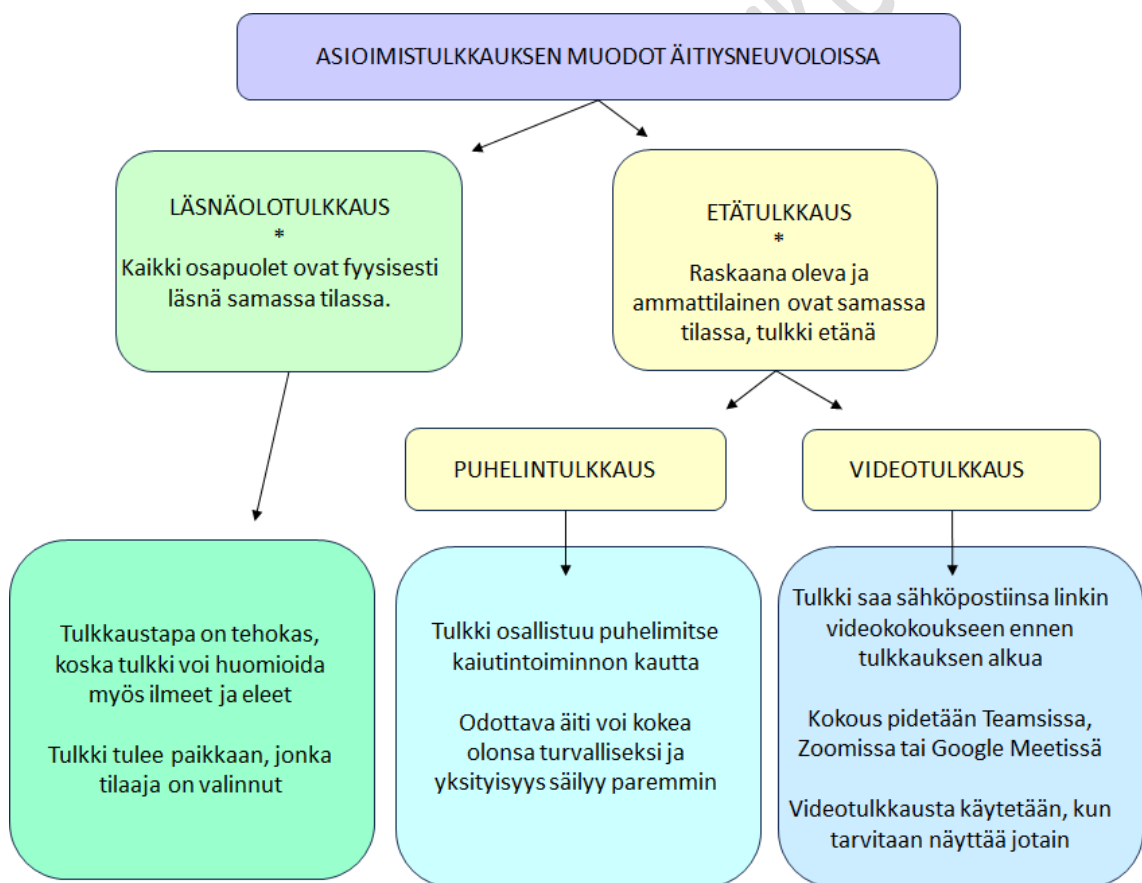 ASIOIMISTULKKAUKSEN MUODOT ÄITIYSNEUVOLOISSA
LÄSNÄOLOTULKKAUS
*
Kaikki osapuolet ovat fyysisesti
läsnä samassa tilassa.
ETÄTULKKAUS
*
Raskaana oleva ja
ammattilainen ovat samassa
tilassa, tulkki etänä
PUHELINTULKKAUS
VIDEOTULKKAUS
Tulkkaustapa on tehokas,
koska tulkki voi huomioida
myös ilmeet ja eleet
Tulkki tulee paikkaan, jonka
tilaaja on valinnut
Tulkki osallistuu puhelimitse
kaiutintoiminnon kautta
Odottava äiti voi kokea
olonsa turvalliseksi ja
yksityisyys säilyy paremmin
Tulkki saa sähköpostiinsa linkin
videokokoukseen ennen
tulkkauksen alkua
Kokous pidetään Teamsissa,
Zoomissa tai Google Meetissä
Videotulkkausta käytetään, kun
tarvitaan näyttää jotain